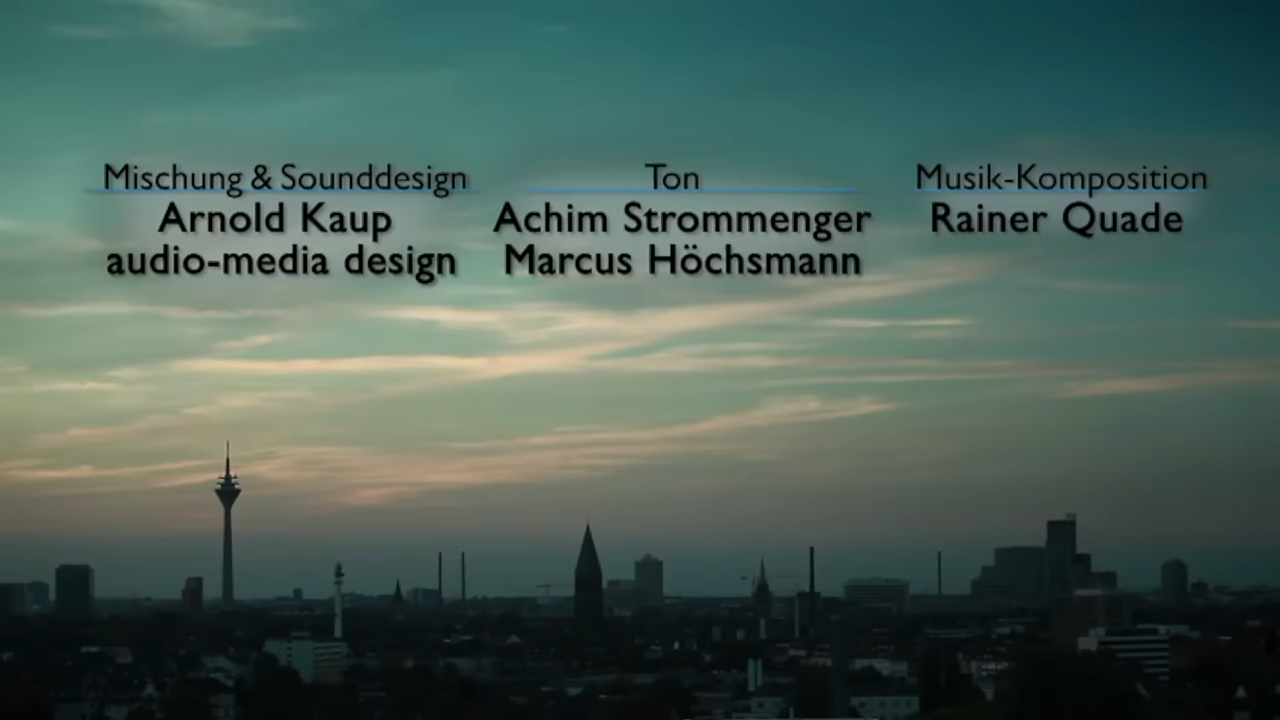 Mischung & Sounddesign
Arnold Kaup
audio-media design
Ton
Achim Strommenger
Marcus Höchsmann
Musik-Komposition
Rainer Quade